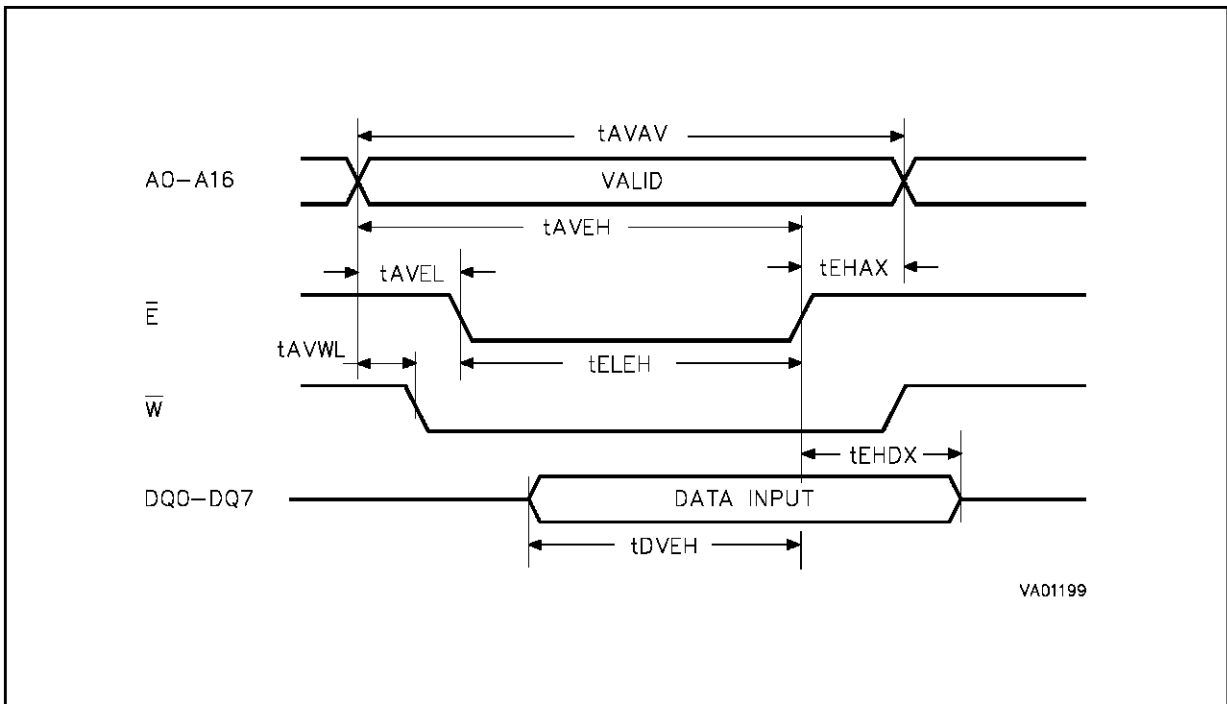 tAVAV
A0-A16
VALID
tAVEH
tAVEL
tEHAX
E̅
tAVWL
tELEH
W̅
tEHDX
DQ0-DQ7
DATA INPUT
tDVEH
VA01199